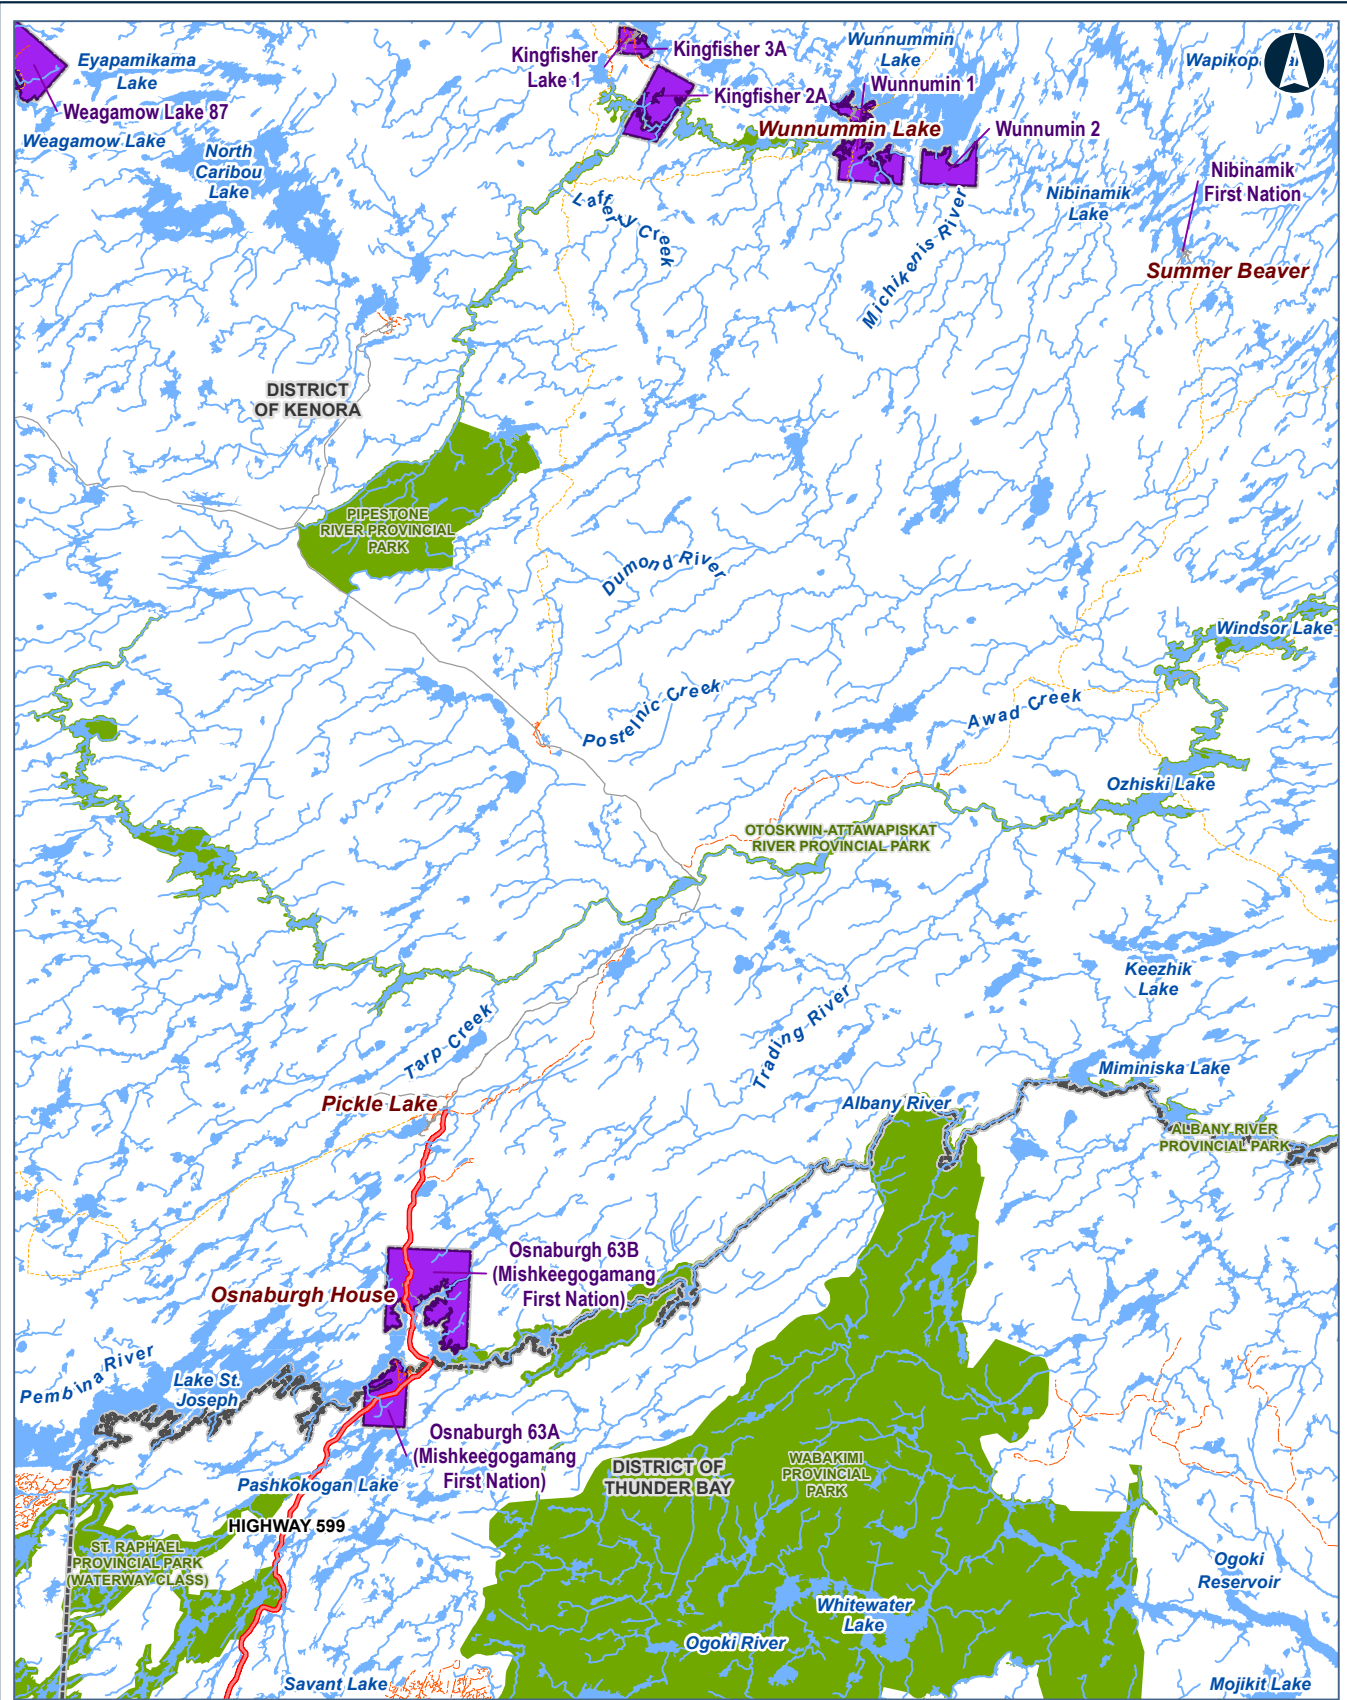 Eyapamikama
Lake
Weagamow Lake 87
Weagamow Lake
North
Caribou
Lake
Kingfisher
Lake 1
Kingfisher 3A
Kingfisher 2A
Wunnummin
Lake
Wunnumin 1
Wunnummin Lake
Wunnumin 2
Nibinamik
First Nation
Nibinamik
Lake
Summer Beaver
Michikenis River
DISTRICT
OF KENORA
PIPESTONE
RIVER PROVINCIAL
PARK
Dumond River
Windsor Lake
Postelnic Creek
Awad Creek
Ozhiski Lake
OTOSKWIN-ATTAWAPISKAT
RIVER PROVINCIAL PARK
Keezhik
Lake
Tarp Creek
Trading River
Miminiska Lake
Pickle Lake
Albany River
ALBANY RIVER
PROVINCIAL PARK
Osnaburgh 63B
(Mishkeegogamang
First Nation)
Osnaburgh House
Pembina River
Lake St.
Joseph
Osnaburgh 63A
(Mishkeegogamang
First Nation)
Pashkokogan Lake
DISTRICT OF
THUNDER BAY
WABAKIMI
PROVINCIAL
PARK
HIGHWAY 599
ST. RAPHAEL
PROVINCIAL PARK
(WATERWAY CLASS)
Ogoki
Reservoir
Whitewater
Lake
Ogoki River
Savant Lake
Mojikit Lake